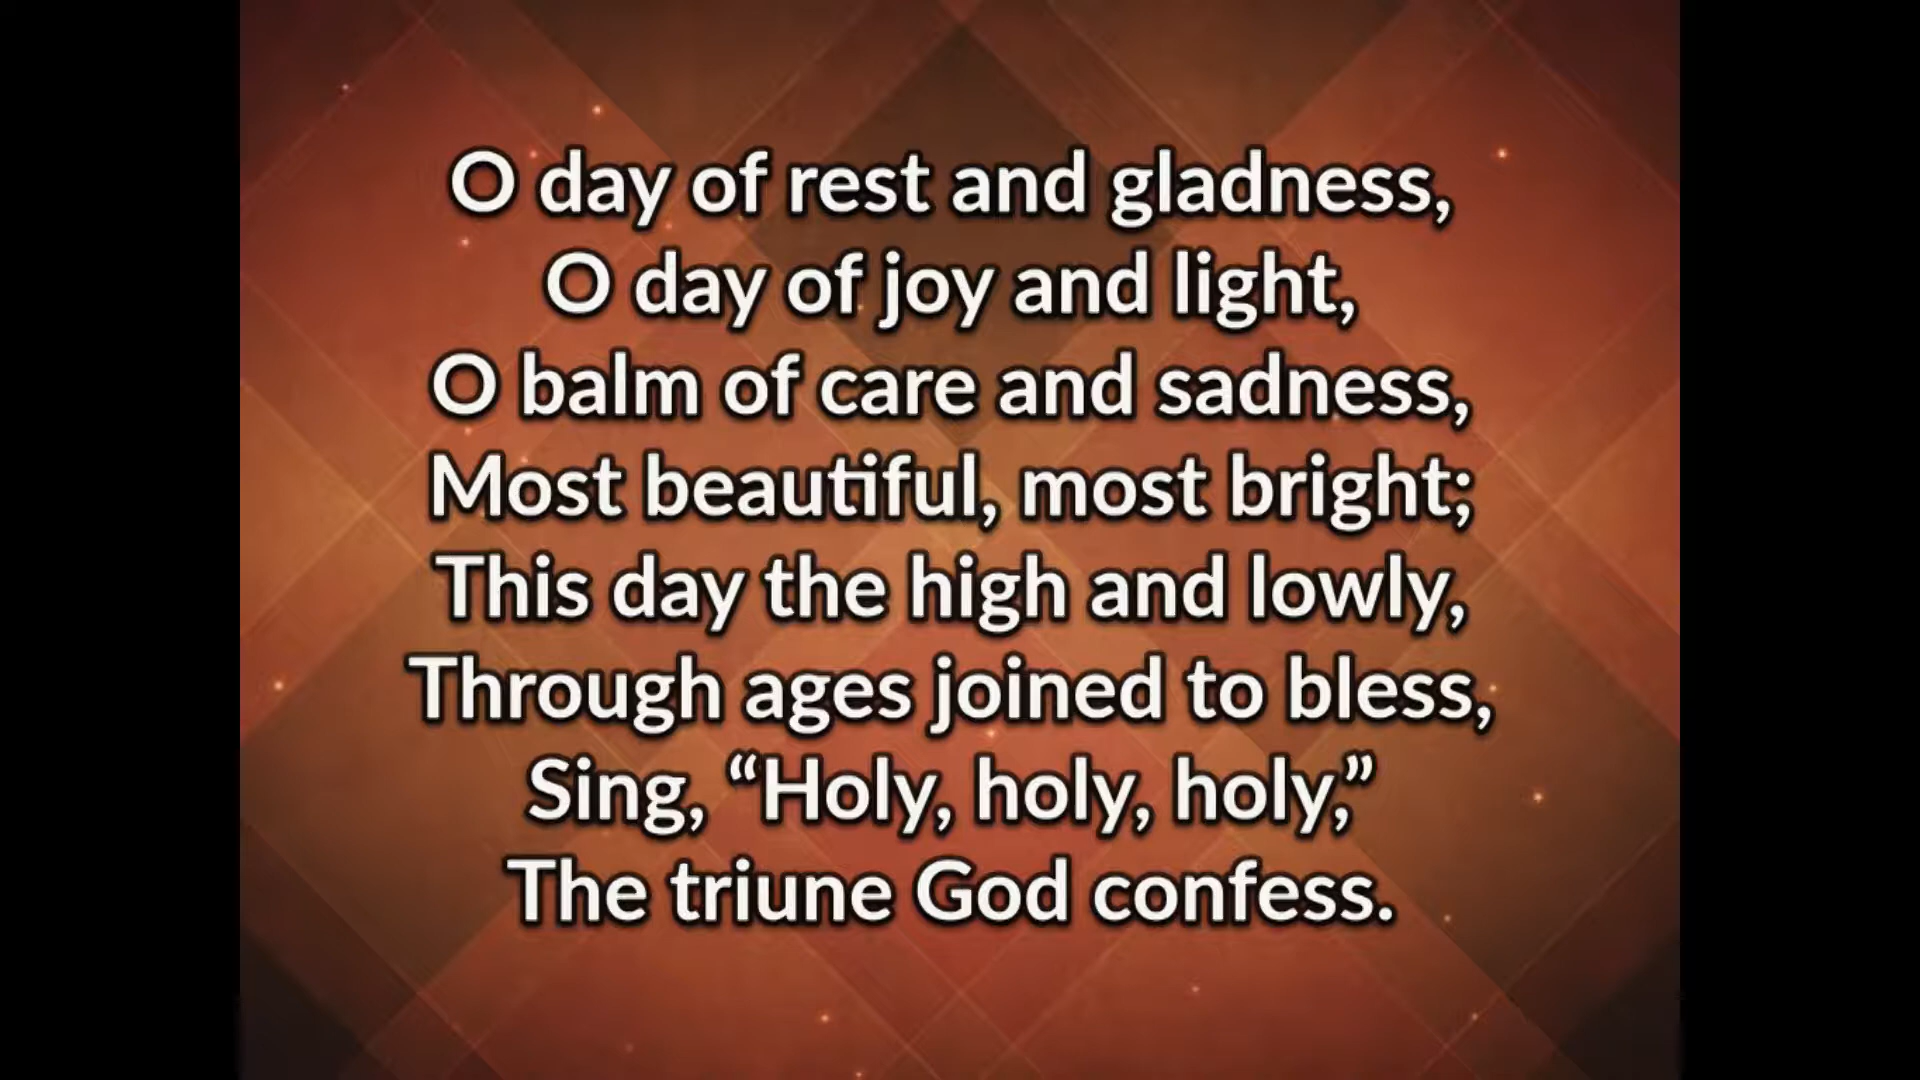 O day of rest and gladness,
O day of joy and light,
O balm of care and sadness,
Most beautiful, most bright;
This day the high and lowly,
Through ages joined to bless,
Sing, “Holy, holy, holy,”
The triune God confess.